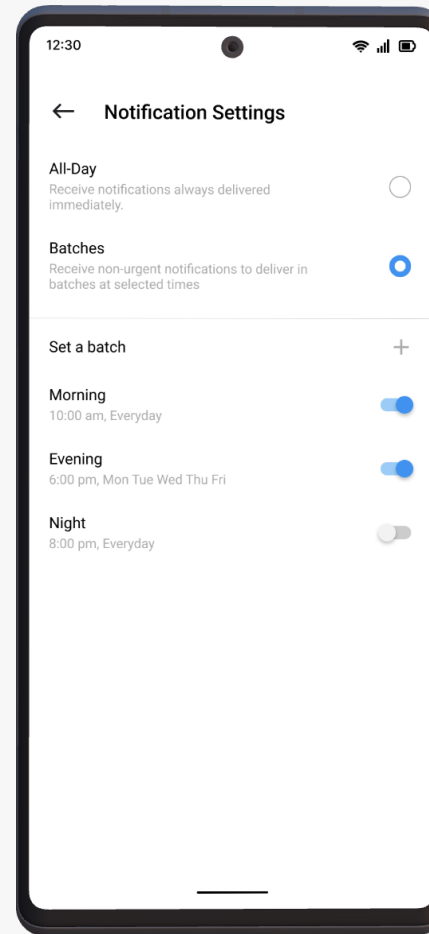 12:30
Notification Settings
All-Day
Receive notifications always delivered
immediately.
Batches
Receive non-urgent notifications to deliver in
batches at selected times
Set a batch
Morning
10:00 am, Everyday
Evening
6:00 pm, Mon Tue Wed Thu Fri
Night
8:00 pm, Everyday